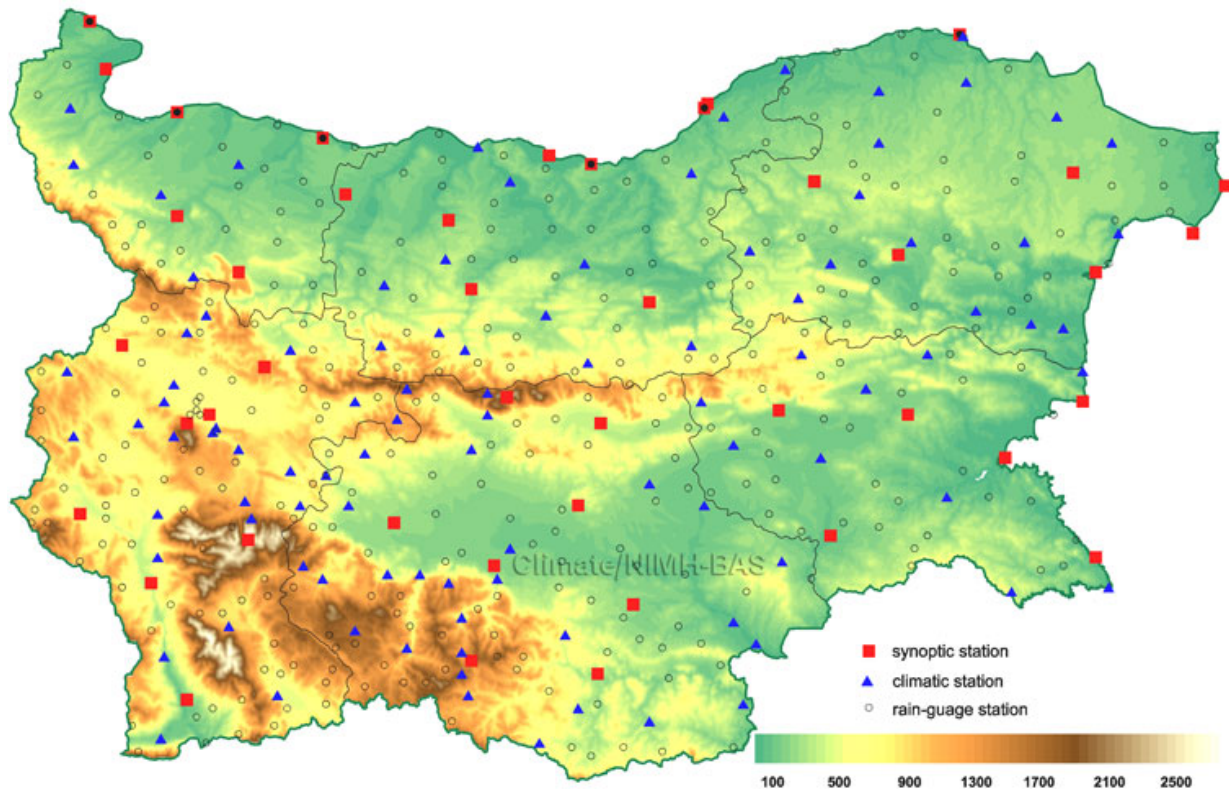 Climate/NIMH-BAS
synoptic station
climatic station
rain-guage station
100 500 900 1300 1700 2100 2500